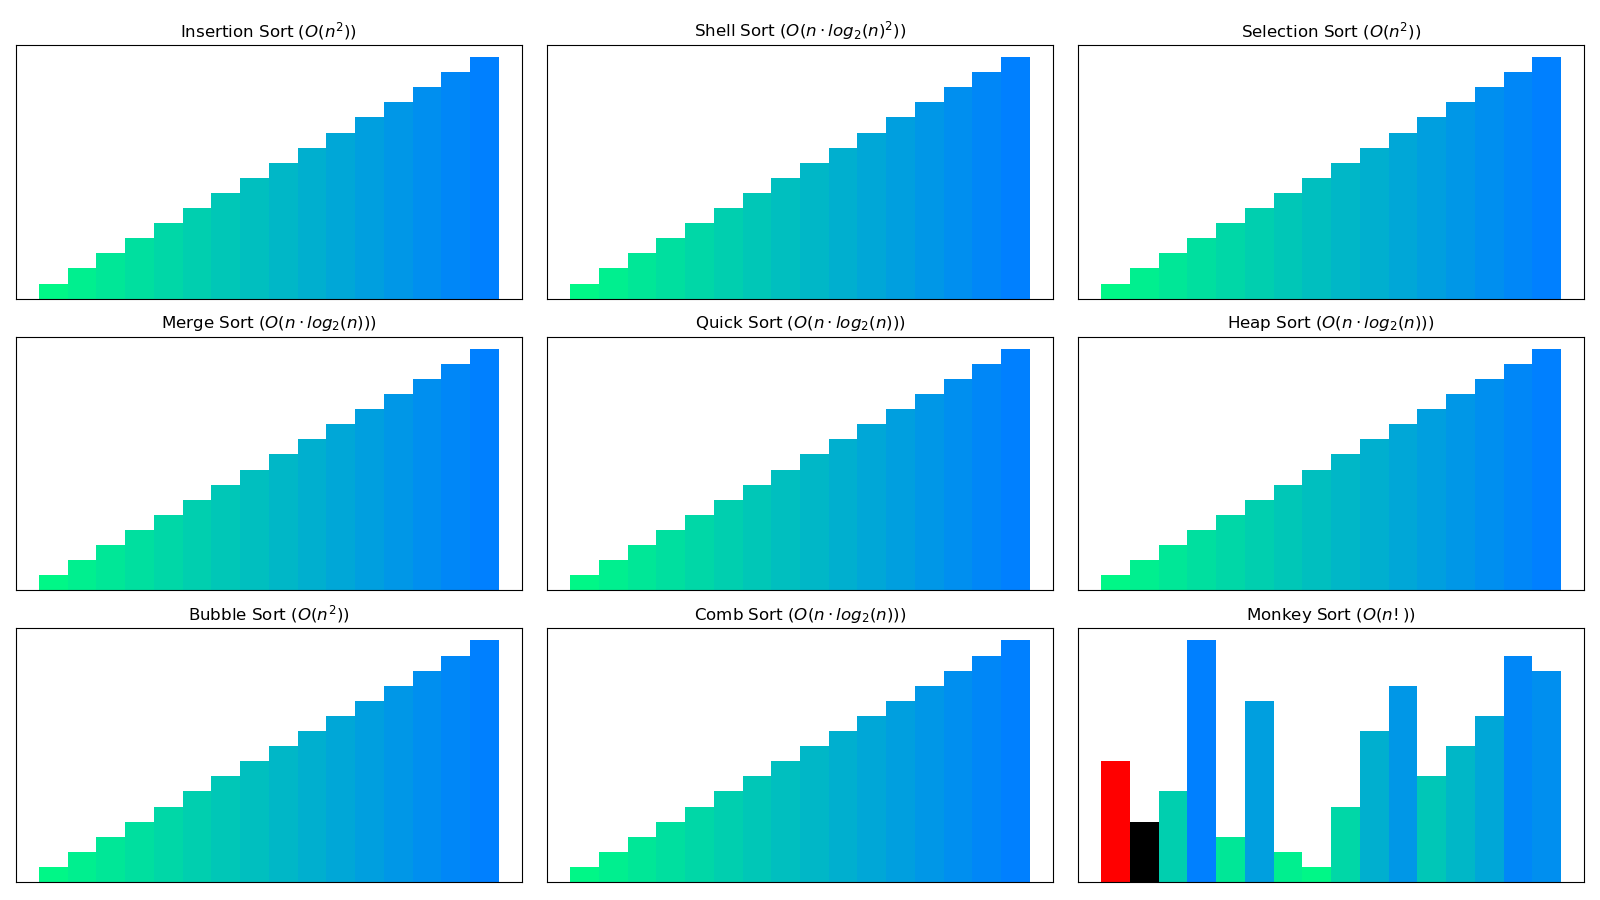 Insertion Sort (O(n²))
Shell Sort (O(n · log₂(n)²))
Selection Sort (O(n²))
Merge Sort (O(n · log₂(n)))
Quick Sort (O(n · log₂(n)))
Heap Sort (O(n · log₂(n)))
Bubble Sort (O(n²))
Comb Sort (O(n · log₂(n)))
Monkey Sort (O(n!))